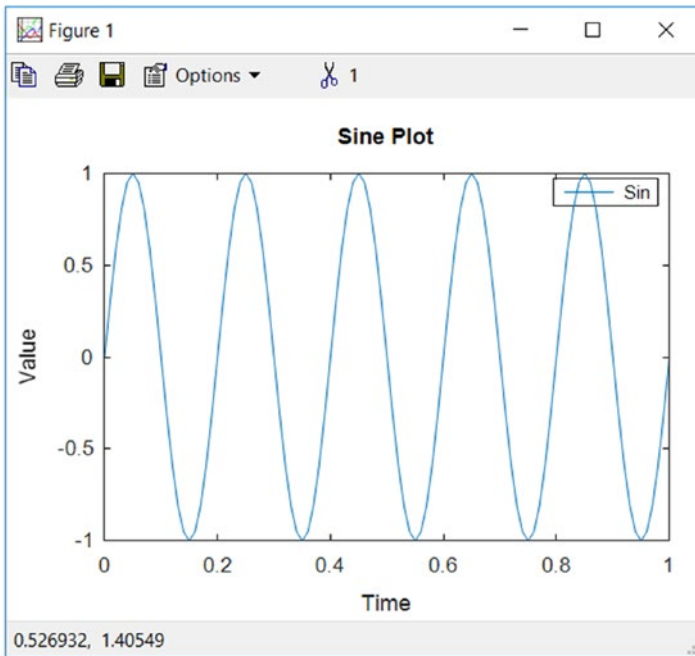 Figure 1
Options 1
Sine Plot
Sin
1
0.5
0
-0.5
-1
Value
0 0.2 0.4 0.6 0.8 1
Time
0.526932, 1.40549